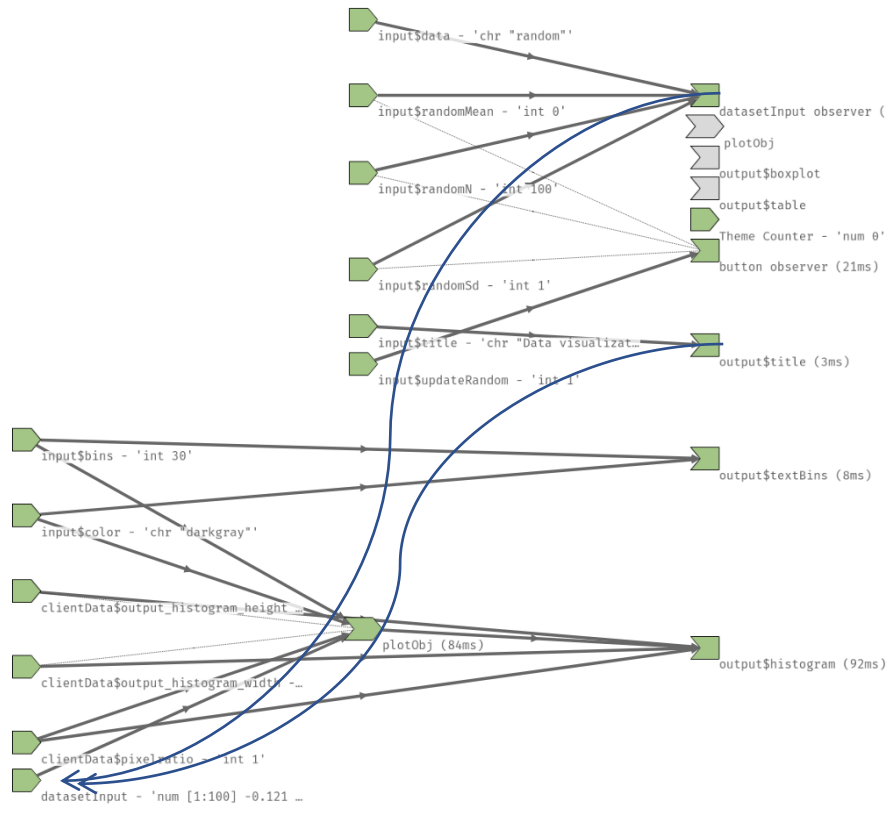 input$data - 'chr "random"'
input$randomMean - 'int 0'
datasetInput observer (
plotObj
output$boxplot
input$randomN - 'int 100'
output$table
Theme Counter - 'num 0'
button observer (21ms)
input$randomSd - 'int 1'
input$title - 'chr "Data visualizat…
output$title (3ms)
input$updateRandom - 'int 1'
input$bins - 'int 30'
output$textBins (8ms)
input$color - 'chr "darkgray"'
clientData$output_histogram_height …
plotObj (84ms)
output$histogram (92ms)
clientData$output_histogram_width -…
clientData$pixelratio - 'int 1'
datasetInput - 'num [1:100] -0.121 …